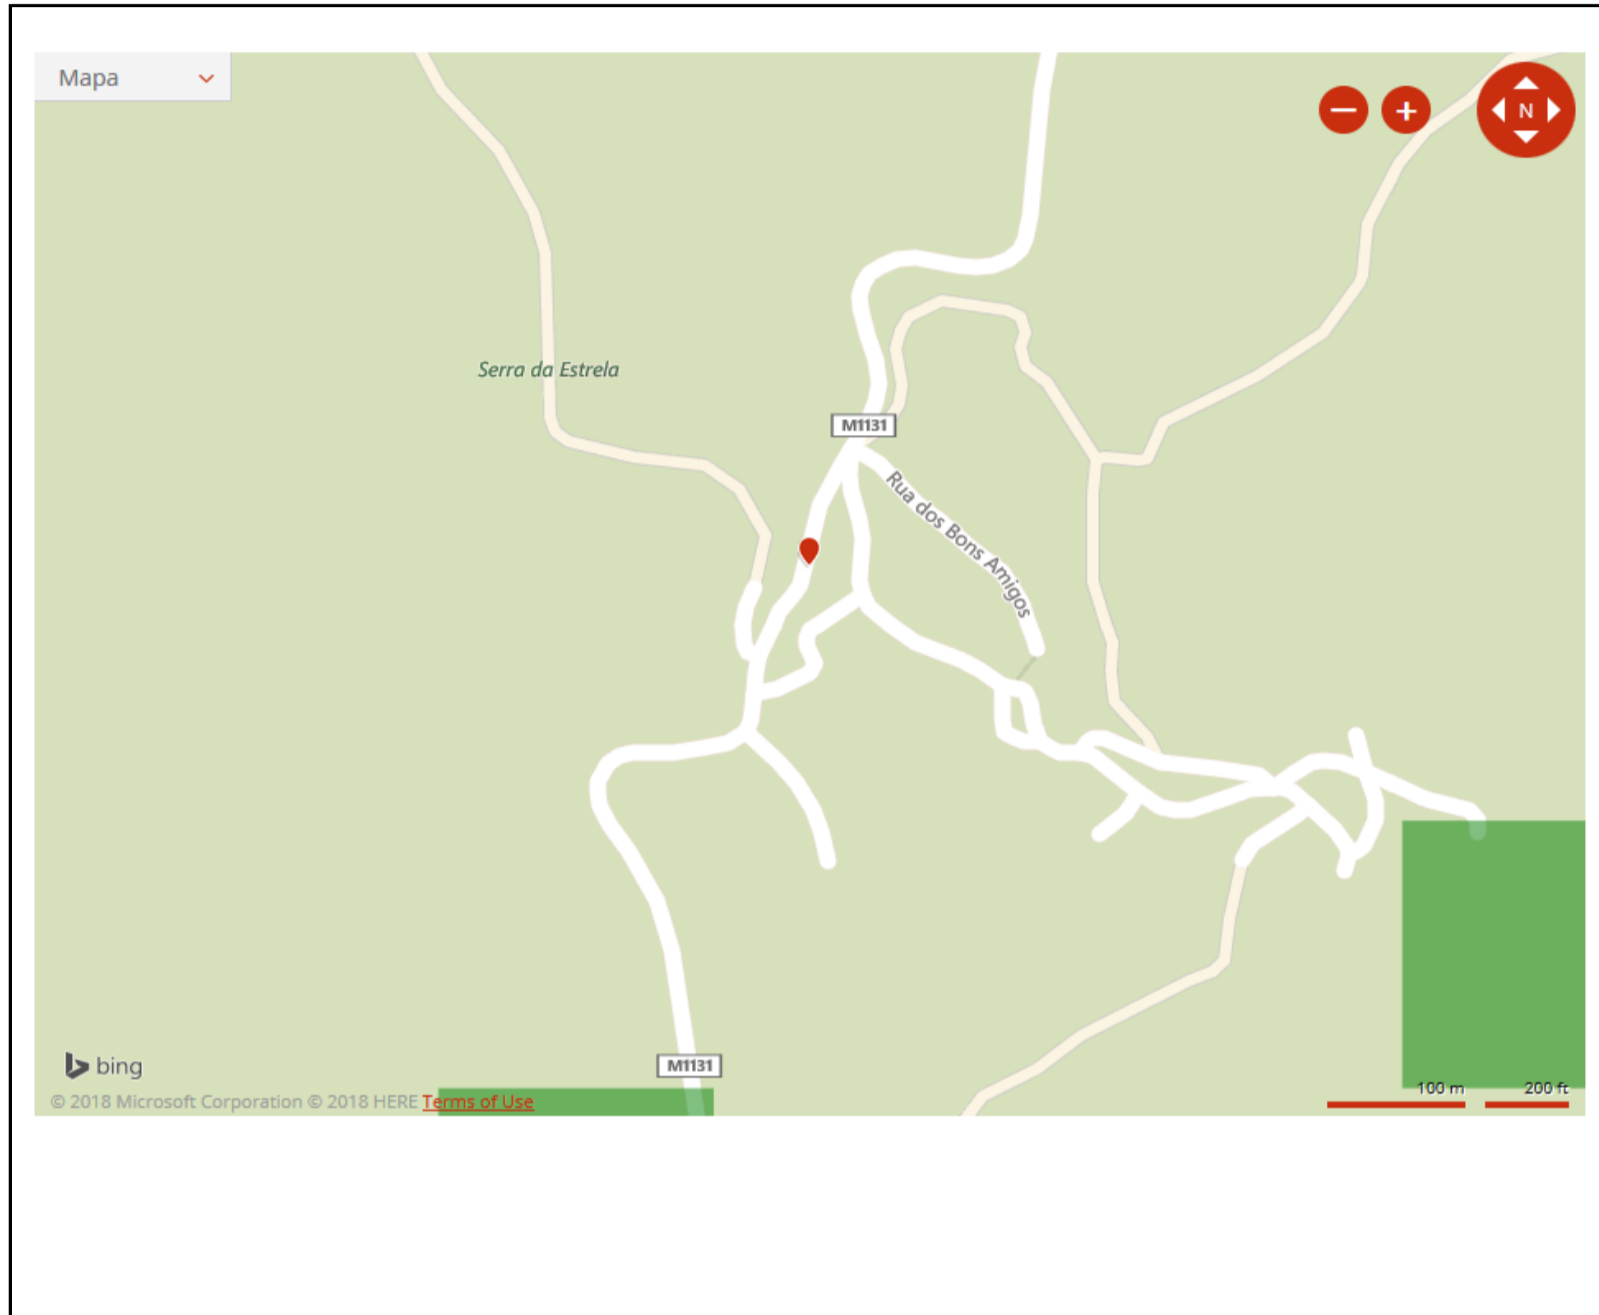 Mapa
N
Serra da Estrela
M1131
Rua dos Bons Amigos
M1131
bing
100 m 200 ft
© 2018 Microsoft Corporation © 2018 HERE Terms of Use